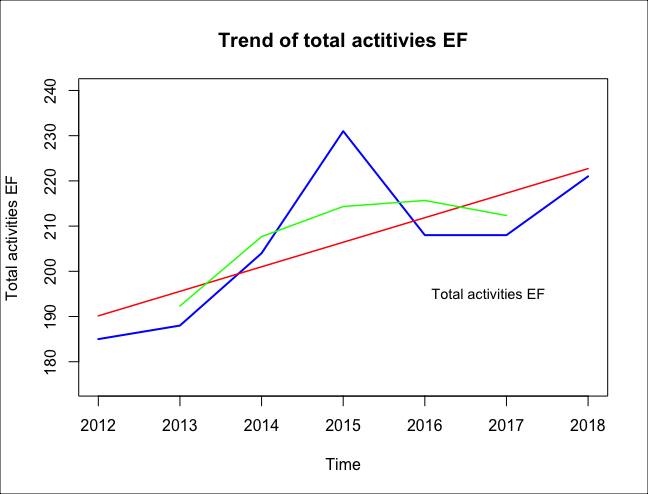 Trend of total actitivies EF
Total activities EF
240
230
220
210
200
190
180
Total activities EF
2012 2013 2014 2015 2016 2017 2018
Time